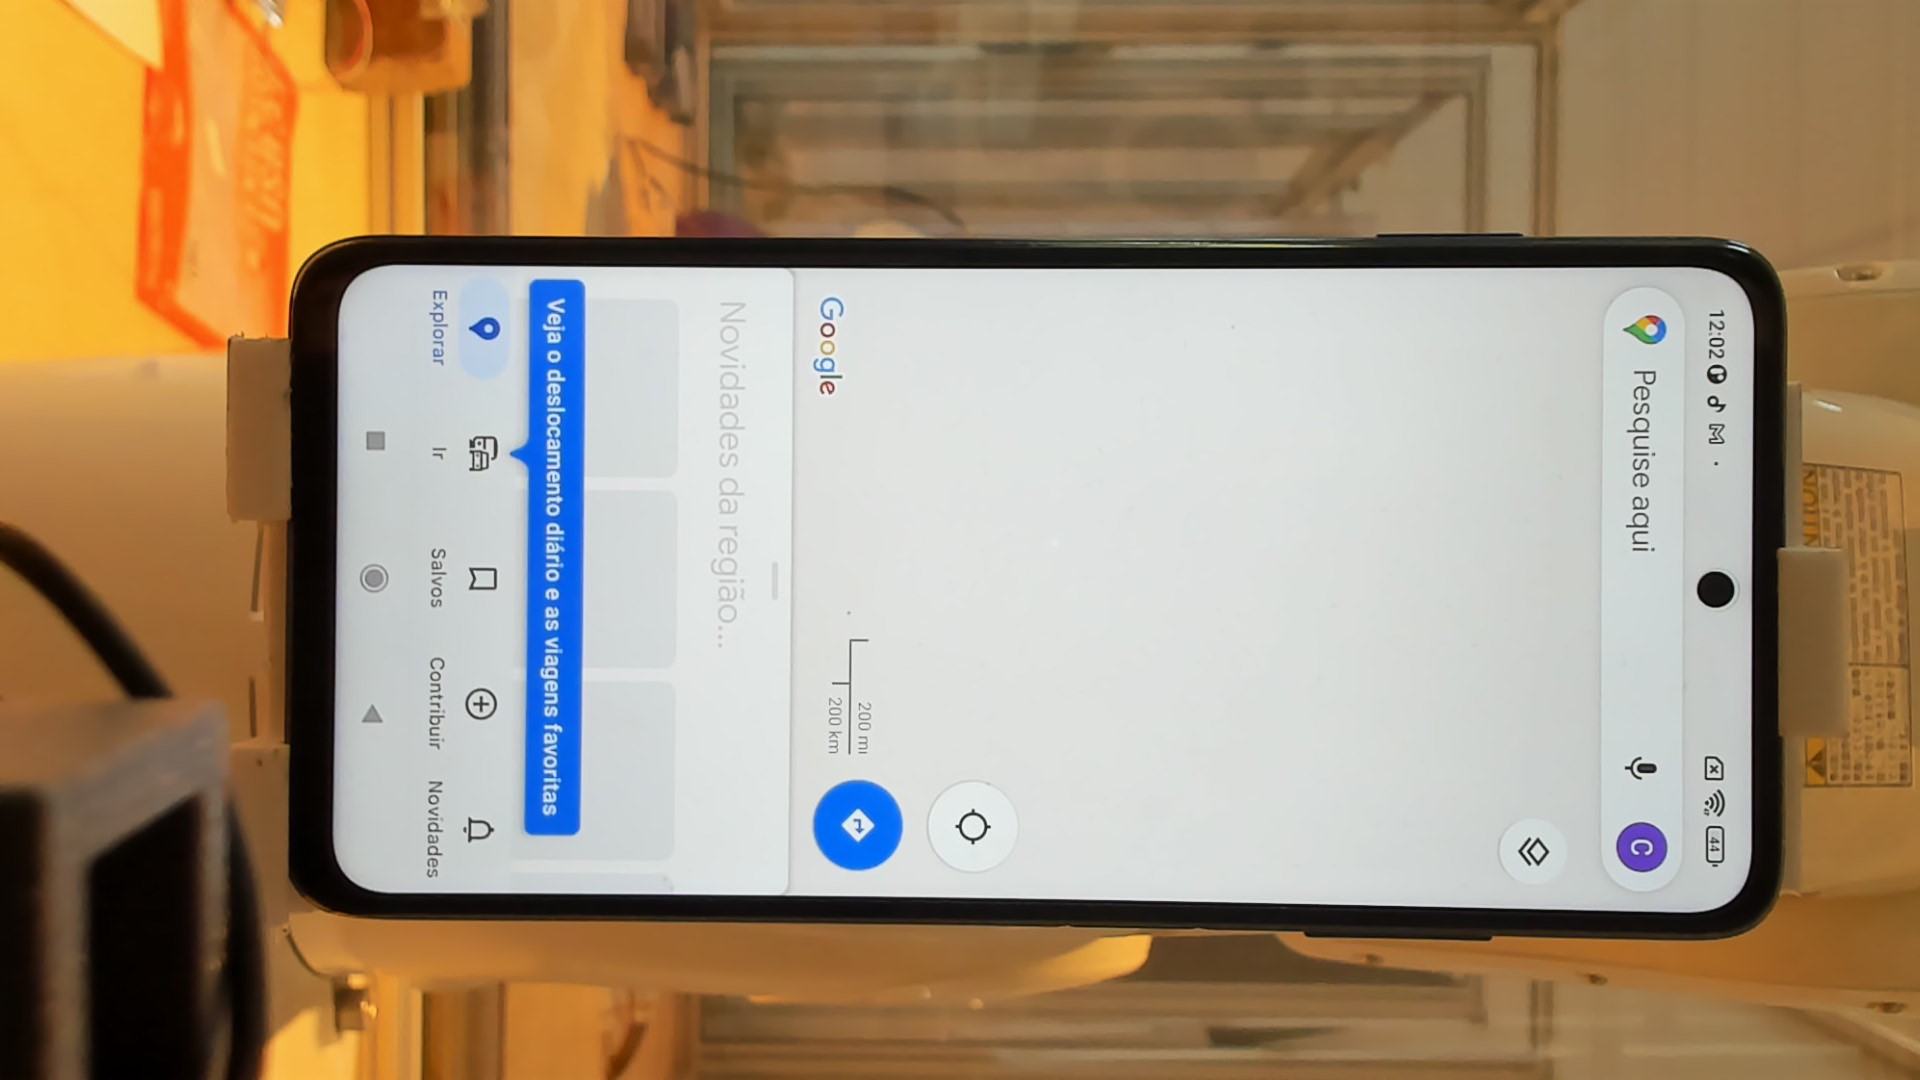 12:02
44
Pesquise aqui
C
200 mi
200 km
Google
Novidades da região...
Veja o deslocamento diário e as viagens favoritas
Explorar
Ir
Salvos
Contribuir
Novidades